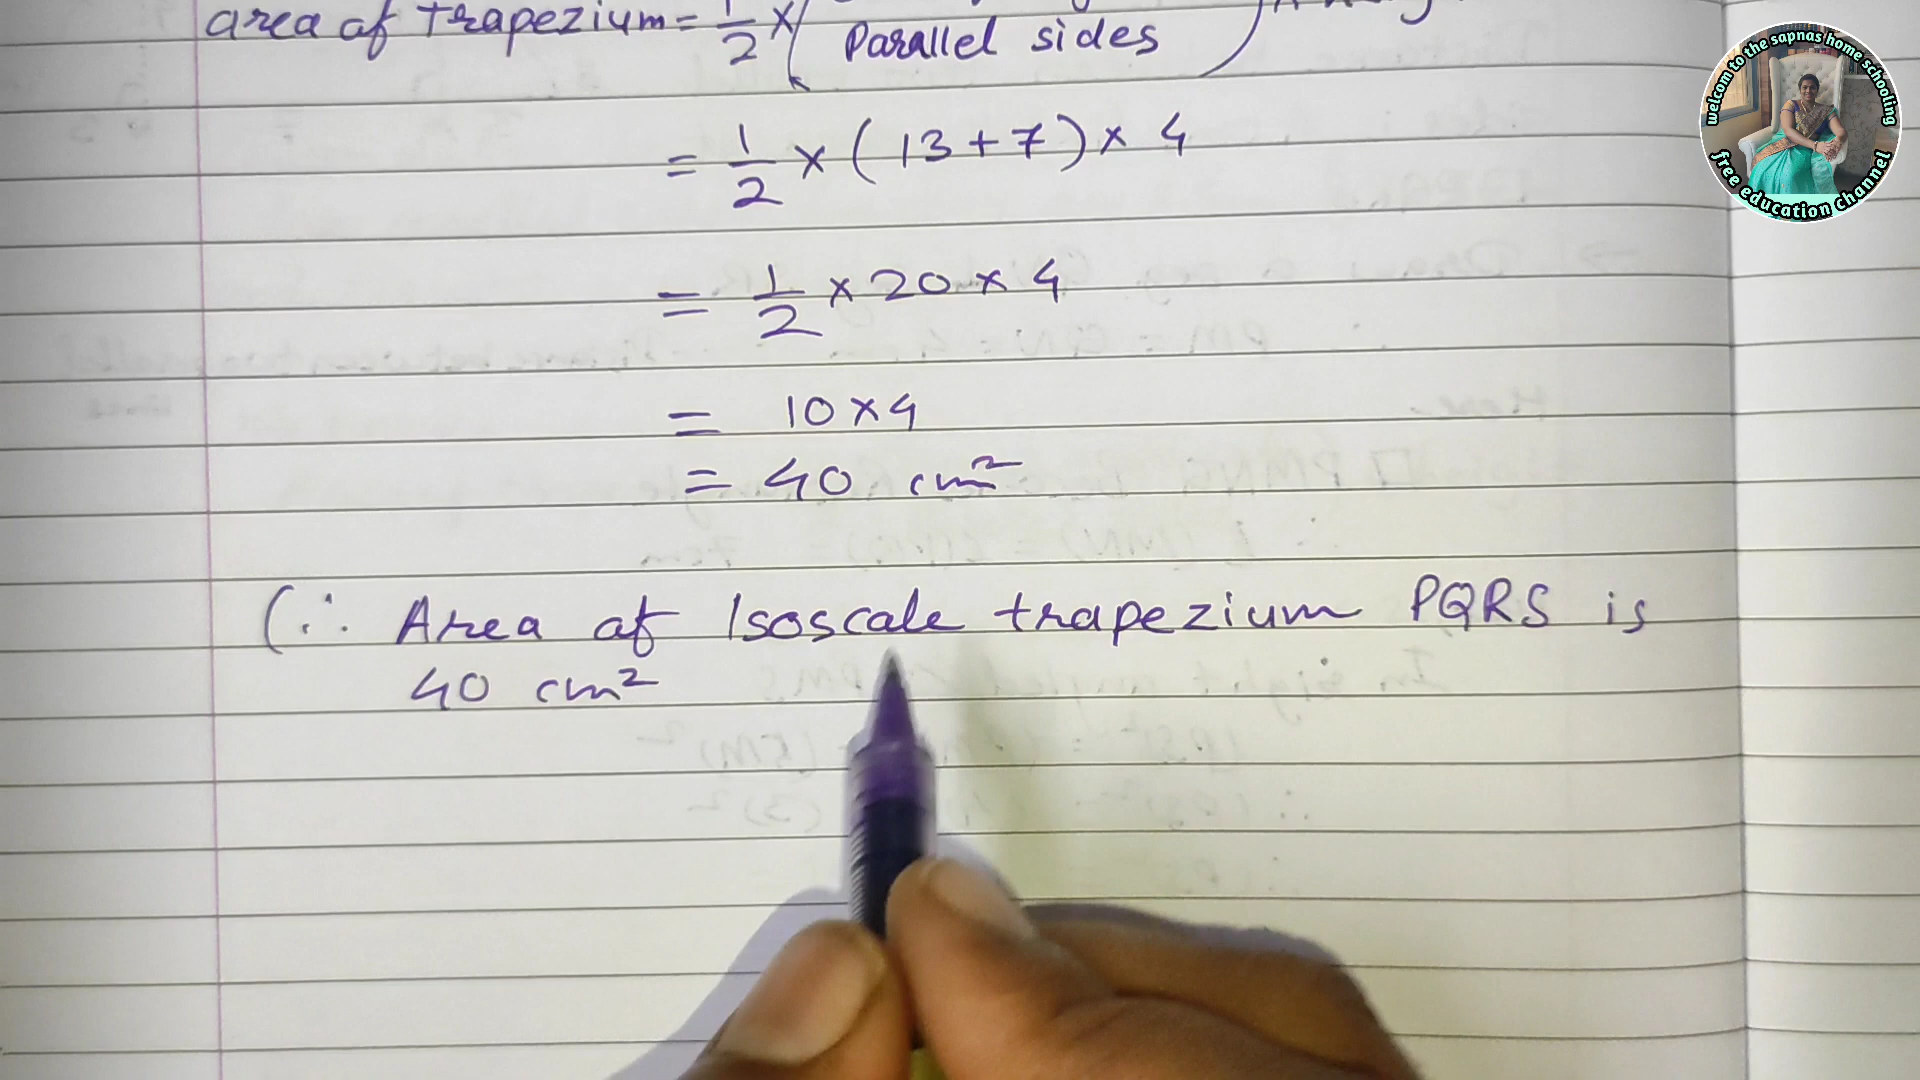 area of trapezium = 1/2 × (
Parallel sides
= 1/2 × (13+7) × 4
= 1/2 × 20 × 4
= 10 × 4
= 40 cm²
(∴ Area of Isoscale trapezium PQRS is
40 cm²
welcom to the sapnas home schooling
free education channel